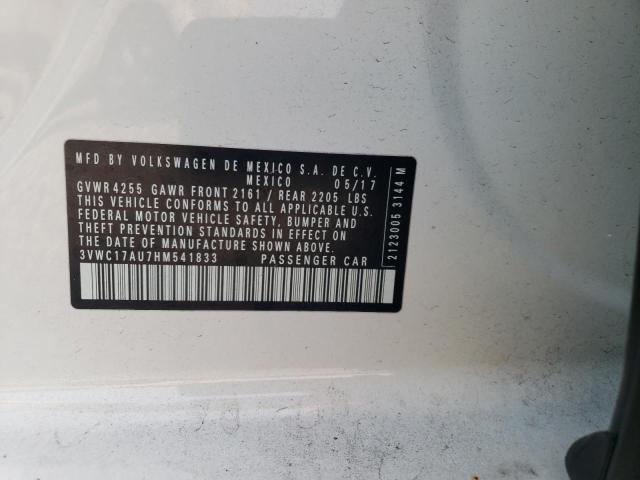 MFD BY VOLKSWAGEN DE MEXICO S.A. DE C.V.
MEXICO 05/17
GVWR 4255 GAWR FRONT 2161 / REAR 2205 LBS
THIS VEHICLE CONFORMS TO ALL APPLICABLE U.S.
FEDERAL MOTOR VEHICLE SAFETY, BUMPER AND
THEFT PREVENTION STANDARDS IN EFFECT ON
THE DATE OF MANUFACTURE SHOWN ABOVE.
3VWC17AU7HM541833 PASSENGER CAR
2123005 3144 M